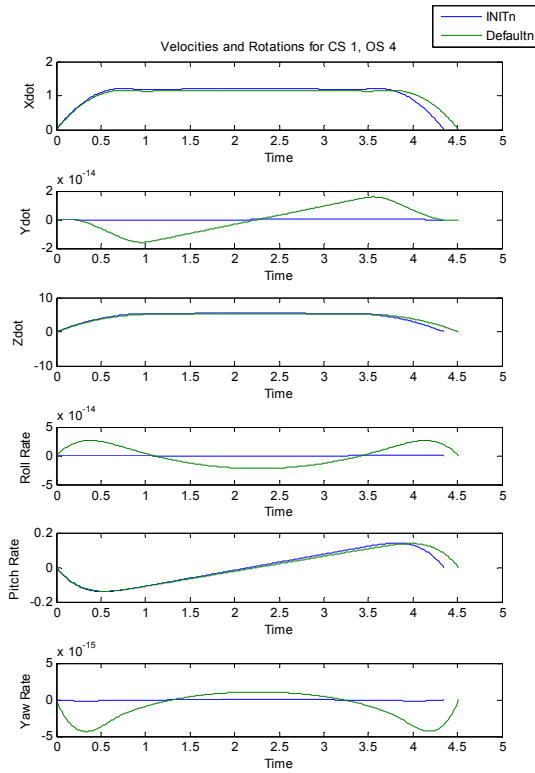 INITn
Defaultn
Velocities and Rotations for CS 1, OS 4
2
1
0
Xdot
0 0.5 1 1.5 2 2.5 3 3.5 4 4.5 5
Time
x 10^-14
2
0
-2
Ydot
0 0.5 1 1.5 2 2.5 3 3.5 4 4.5 5
Time
10
0
-10
Zdot
0 0.5 1 1.5 2 2.5 3 3.5 4 4.5 5
Time
x 10^-14
5
0
-5
Roll Rate
0 0.5 1 1.5 2 2.5 3 3.5 4 4.5 5
Time
0.2
0
-0.2
Pitch Rate
0 0.5 1 1.5 2 2.5 3 3.5 4 4.5 5
Time
x 10^-15
5
0
-5
Yaw Rate
0 0.5 1 1.5 2 2.5 3 3.5 4 4.5 5
Time